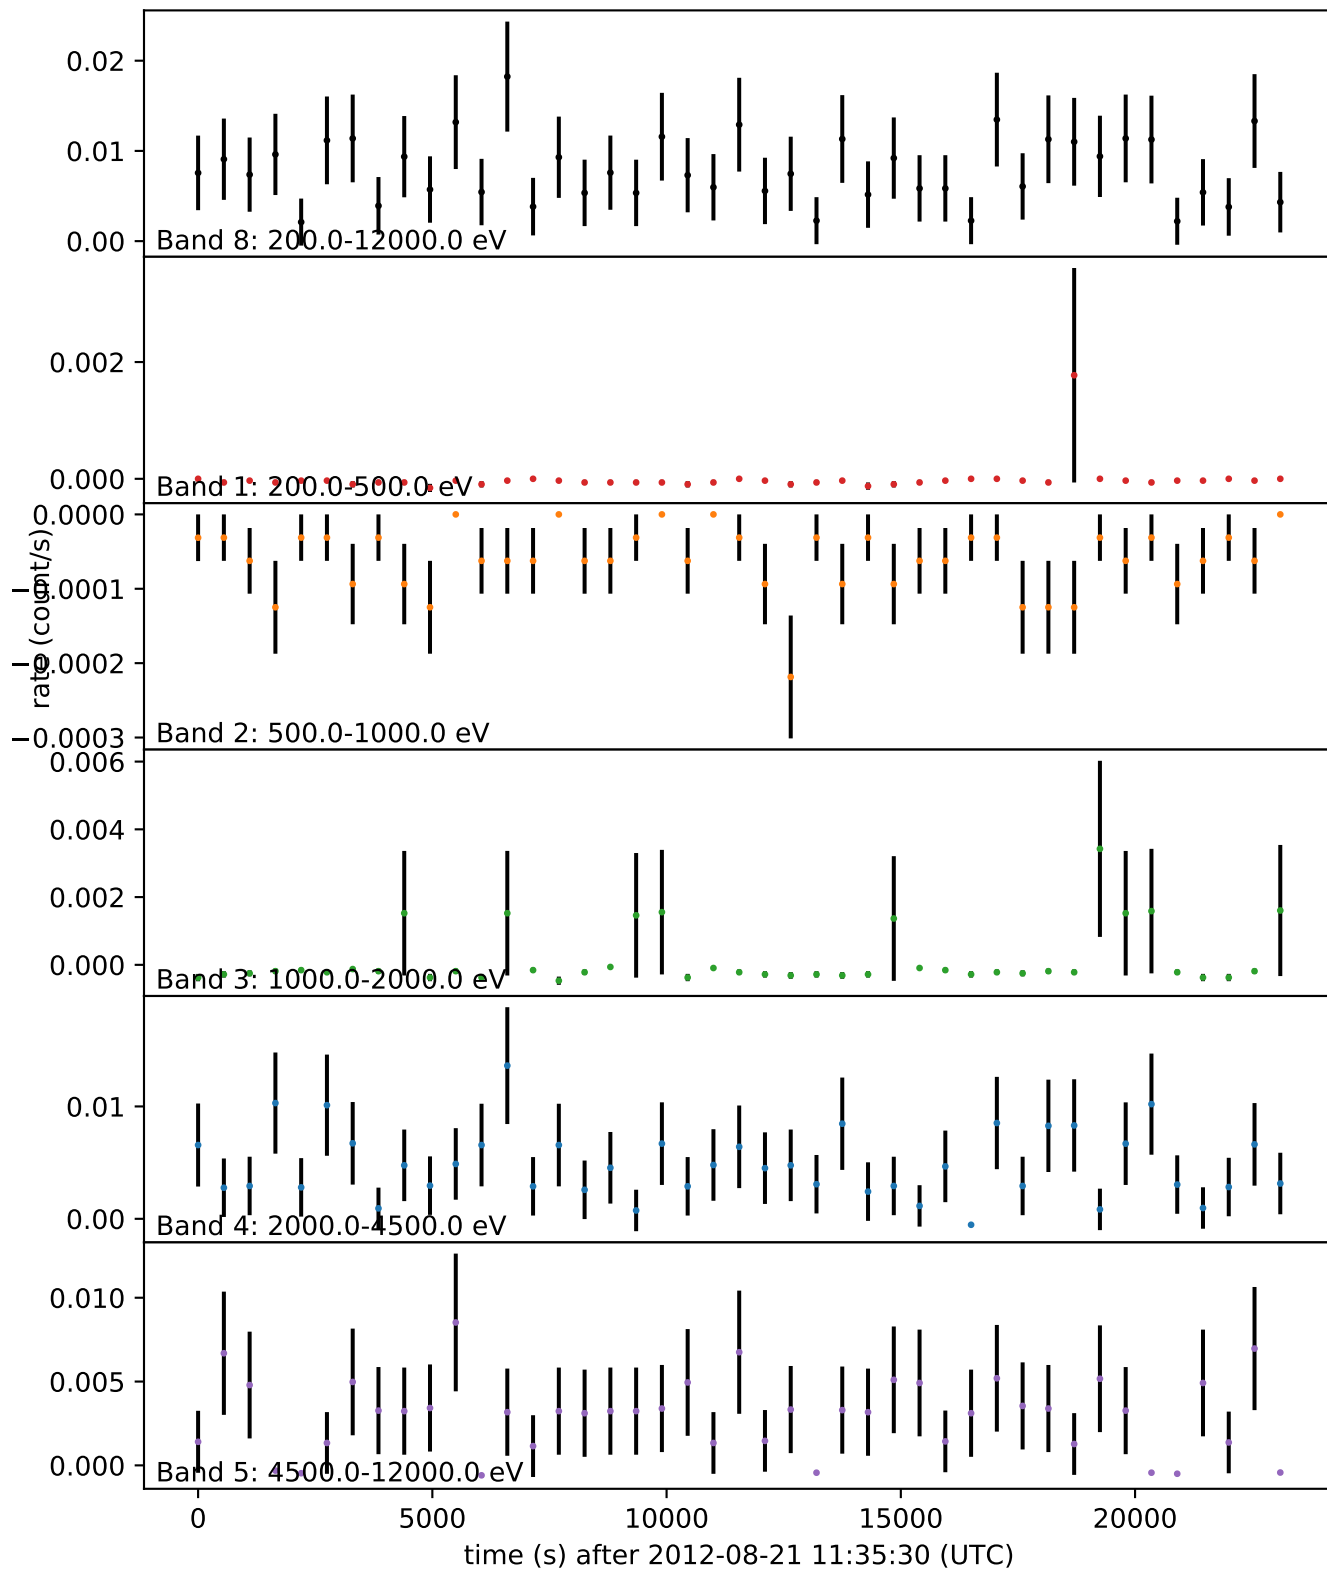 0.02
0.01
0.00
Band 8: 200.0-12000.0 eV
0.002
0.000
Band 1: 200.0-500.0 eV
0.0000
−0.0001
−0.0002
−0.0003
rate (count/s)
Band 2: 500.0-1000.0 eV
0.006
0.004
0.002
0.000
Band 3: 1000.0-2000.0 eV
0.01
0.00
Band 4: 2000.0-4500.0 eV
0.010
0.005
0.000
Band 5: 4500.0-12000.0 eV
0 5000 10000 15000 20000
time (s) after 2012-08-21 11:35:30 (UTC)